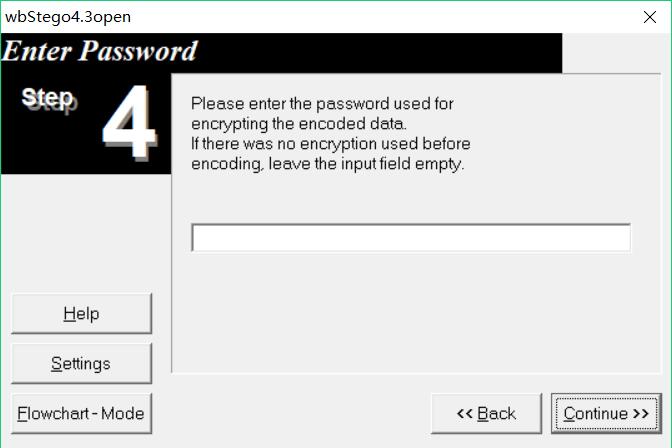 wbStego4.3open
Enter Password
Step 4
Please enter the password used for
encrypting the encoded data.
If there was no encryption used before
encoding, leave the input field empty.
Help
Settings
Flowchart - Mode
<< Back
Continue >>